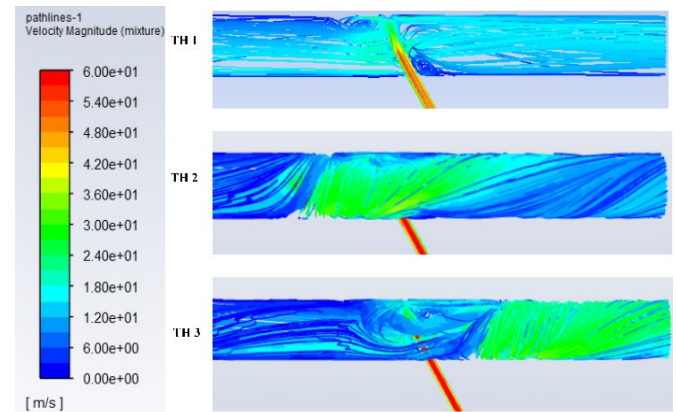 pathlines-1
Velocity Magnitude (mixture)
6.00e+01
5.40e+01
4.80e+01
4.20e+01
3.60e+01
3.00e+01
2.40e+01
1.80e+01
1.20e+01
6.00e+00
0.00e+00
[ m/s ]
TH 1
TH 2
TH 3